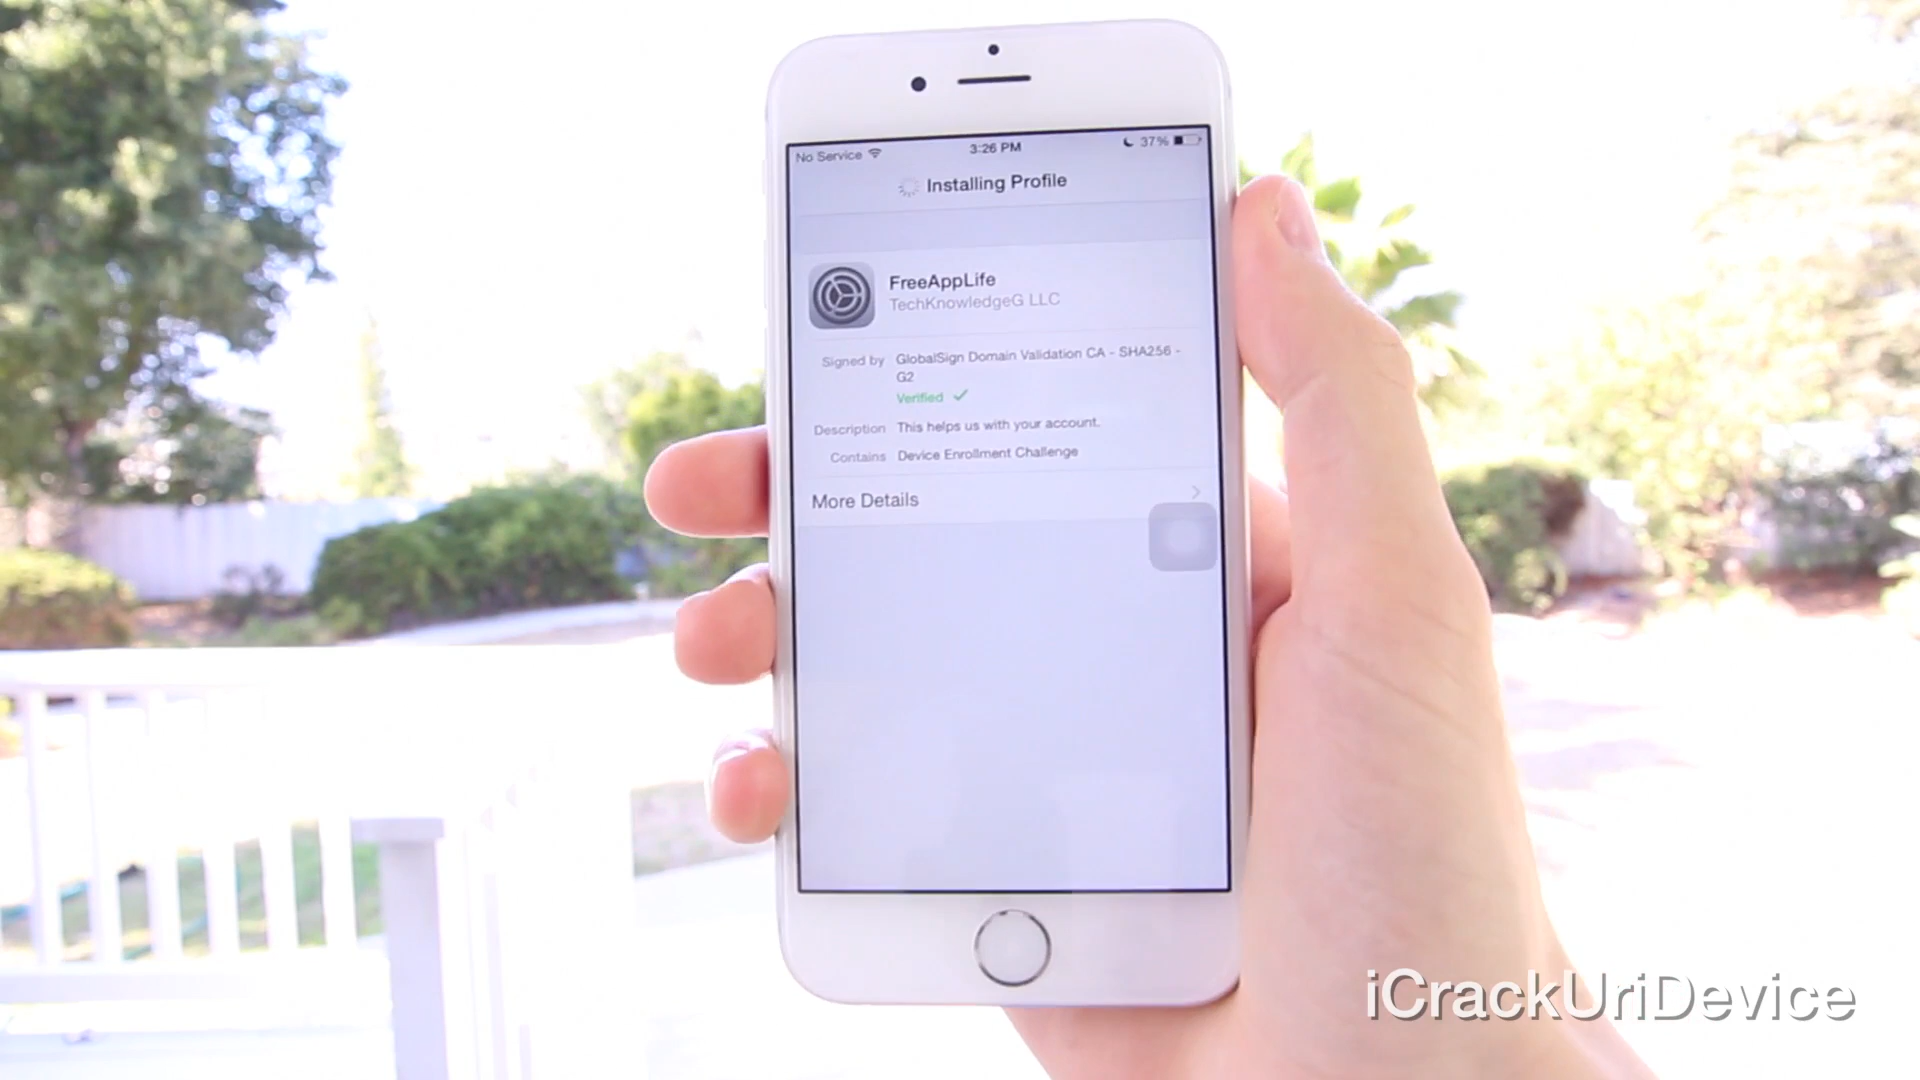 No Service 3:26 PM 37%
Installing Profile
FreeAppLife
TechKnowledgeG LLC
Signed by GlobalSign Domain Validation CA - SHA256 -
G2
Verified
Description This helps us with your account.
Contains Device Enrollment Challenge
More Details
iCrackUriDevice